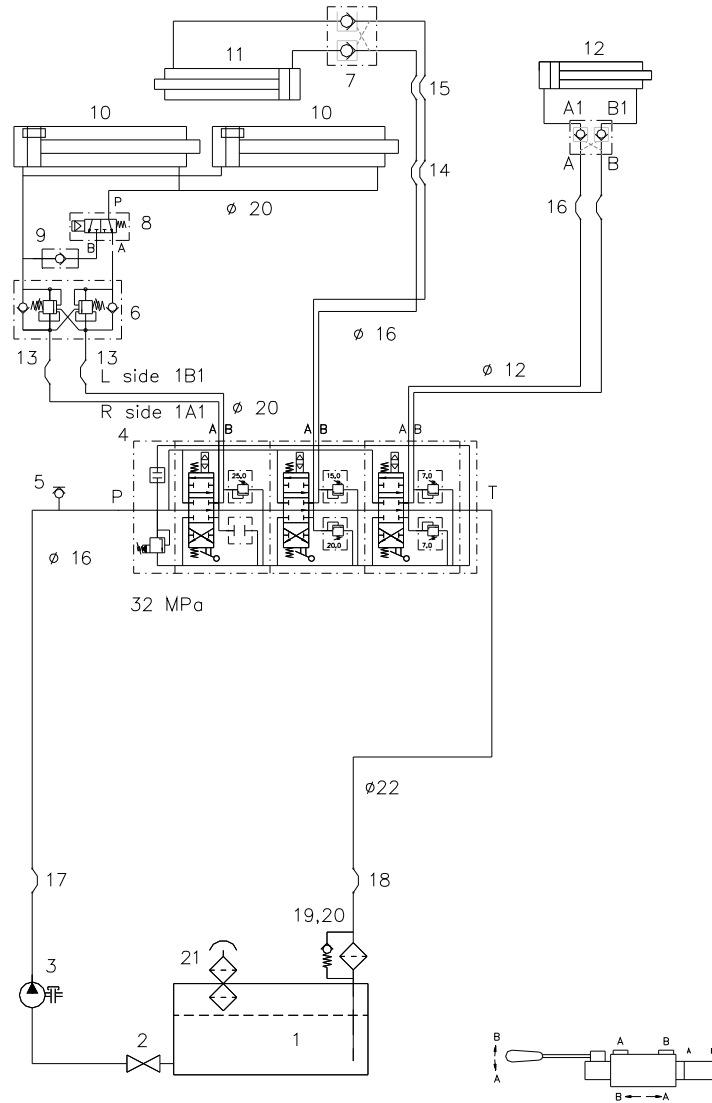 11
7
12
15
A1 B1
10
10
A B
14
P
ø 20
16
8
9
B A
6
ø 16
13 13
L side 1B1
ø 12
R side 1A1
ø 20
4
A B
A B
A B
5
P
25,0
15,0
7,0
T
20,0
7,0
ø 16
32 MPa
ø22
17
18
19,20
21
3
2
1
A B A B
B
A
B A